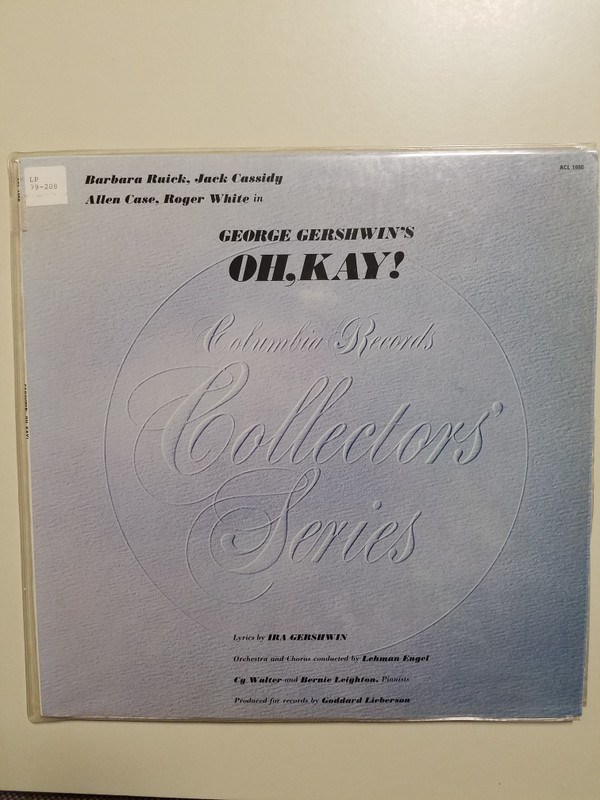 LP
79-208
Barbara Ruick, Jack Cassidy
Allen Case, Roger White in
ACL 1050
GEORGE GERSHWIN'S
OH, KAY!
Columbia Records
Collectors'
Series
Lyrics by IRA GERSHWIN
Orchestra and Chorus conducted by Lehman Engel
Cy Walter and Bernie Leighton, Pianists
Produced for records by Goddard Lieberson